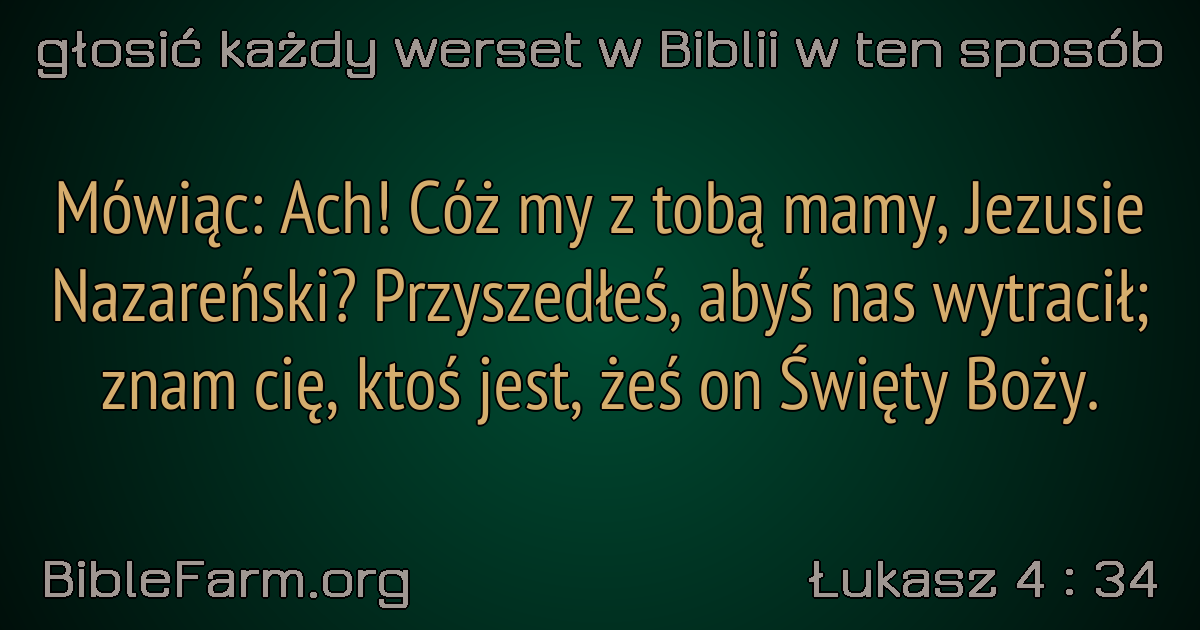 głosić każdy werset w Biblii w ten sposób
Mówiąc: Ach! Cóż my z tobą mamy, Jezusie
Nazareński? Przyszedłeś, abyś nas wytracił;
znam cię, ktoś jest, żeś on Święty Boży.
BibleFarm.org
Łukasz 4 : 34